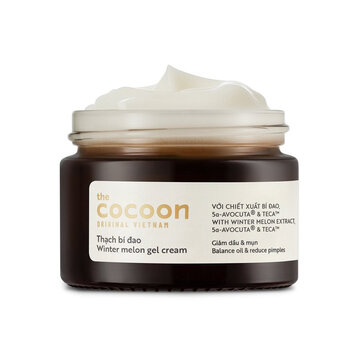 the
cocoon
ORIGINAL VIETNAM
Thạch bí đao
Winter melon gel cream
VỚI CHIẾT XUẤT BÍ ĐAO,
5α-AVOCUTA® & TECA™
WITH WINTER MELON EXTRACT,
5α-AVOCUTA® & TECA™
Giảm dầu & mụn
Balance oil & reduce pimples